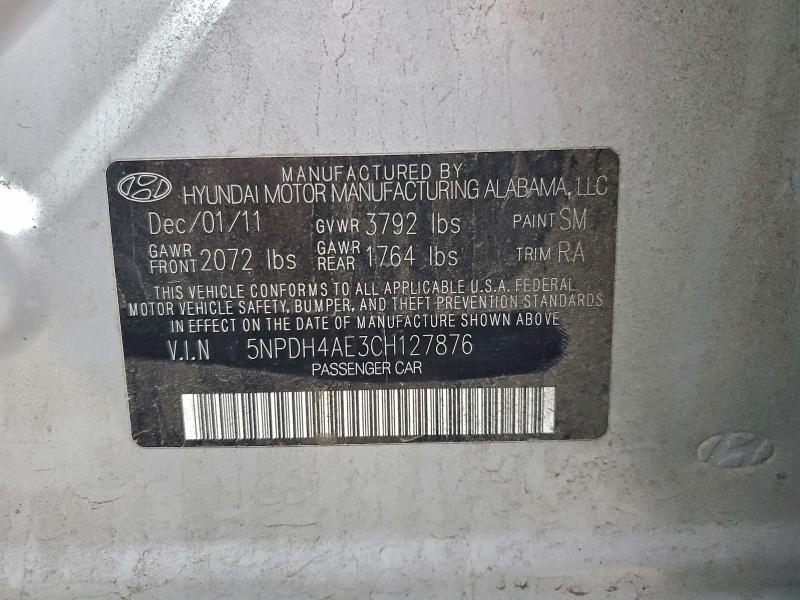 MANUFACTURED BY
HYUNDAI MOTOR MANUFACTURING ALABAMA, LLC
Dec/01/11 GVWR 3792 lbs PAINT SM
GAWR FRONT 2072 lbs GAWR REAR 1764 lbs TRIM RA
THIS VEHICLE CONFORMS TO ALL APPLICABLE U.S.A. FEDERAL
MOTOR VEHICLE SAFETY, BUMPER, AND THEFT PREVENTION STANDARDS
IN EFFECT ON THE DATE OF MANUFACTURE SHOWN ABOVE
V.I.N 5NPDH4AE3CH127876
PASSENGER CAR